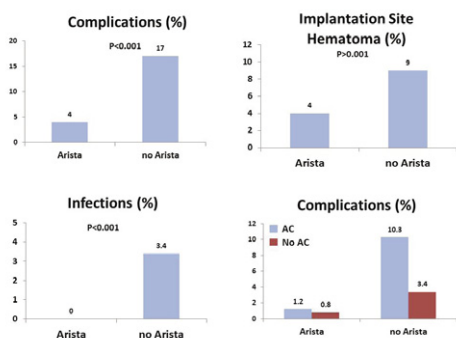 Complications (%)
P<0.001
20
15
10
5
0
4
17
Arista
no Arista
Implantation Site
Hematoma (%)
P>0.001
12
10
8
6
4
2
0
4
9
Arista
no Arista
Infections (%)
P<0.001
5
4
3
2
1
0
0
3.4
Arista
no Arista
Complications (%)
AC
No AC
12
10
8
6
4
2
0
1.2
0.8
10.3
3.4
Arista
no Arista